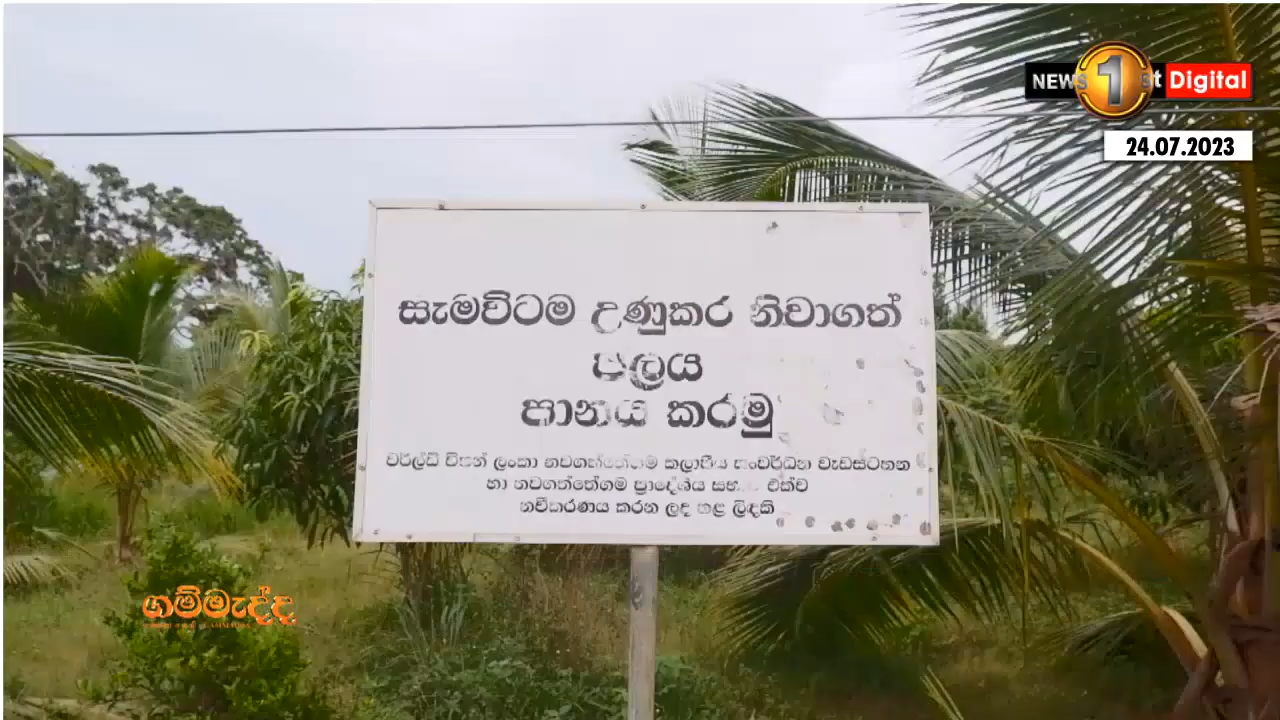 NEWS 1st Digital
24.07.2023
සැමවිටම උණුකර නිවාගත්
ජලය
පානය කරමු
වර්ල්ඩ් විෂන් ලංකා නවගත්තේගම කලාපීය සංවර්ධන වැඩසටහන
හා නවගත්තේගම ප්‍රාදේශීය සභාව එක්ව
නවීකරණය කරන ලද නළ ලිඳකි
ගම්මැද්ද